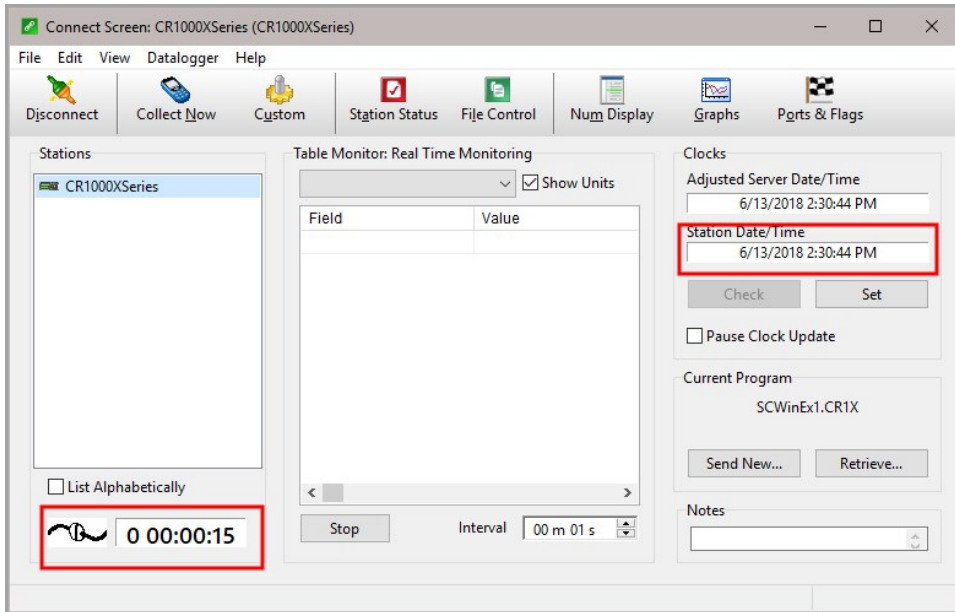 Connect Screen: CR1000XSeries (CR1000XSeries)
File Edit View Datalogger Help
Disconnect Collect Now Custom Station Status File Control Num Display Graphs Ports & Flags
Stations
CR1000XSeries
List Alphabetically
0 00:00:15
Table Monitor: Real Time Monitoring
Show Units
Field Value
Stop Interval 00 m 01 s
Clocks
Adjusted Server Date/Time
6/13/2018 2:30:44 PM
Station Date/Time
6/13/2018 2:30:44 PM
Check Set
Pause Clock Update
Current Program
SCWinEx1.CR1X
Send New... Retrieve...
Notes